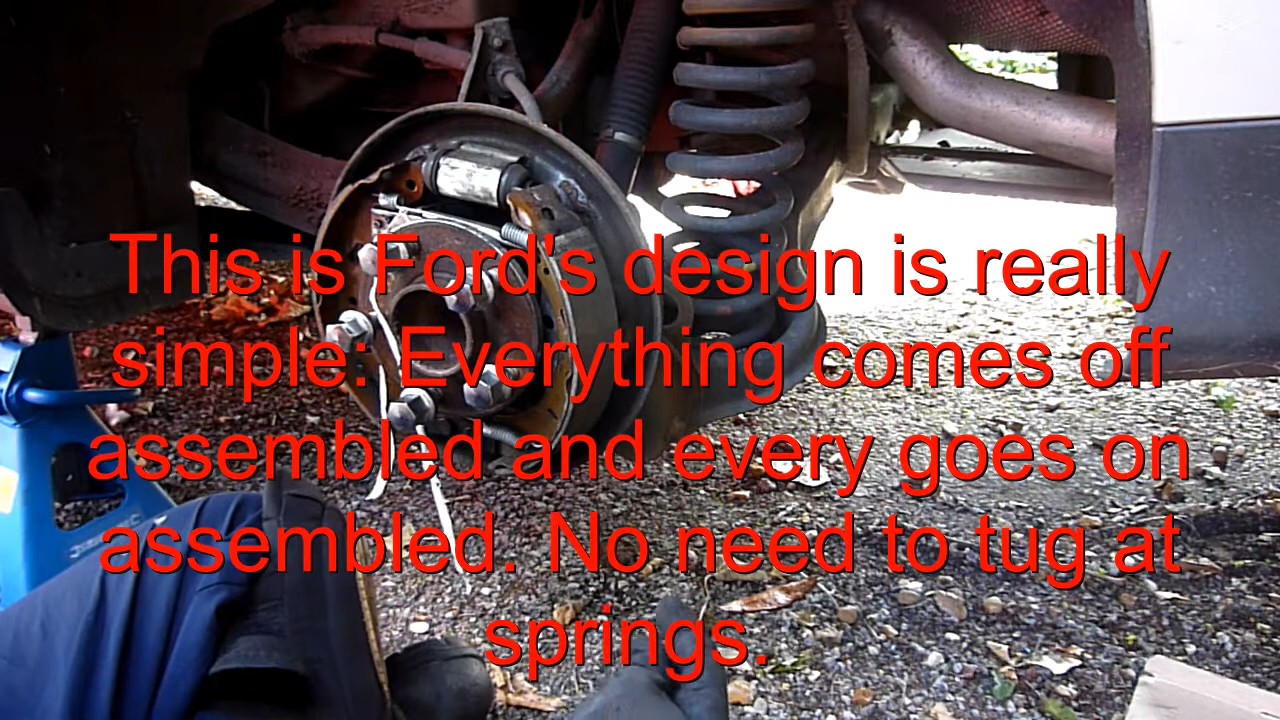 This is Ford's design is really
simple: Everything comes off
assembled and every goes on
assembled. No need to tug at
springs.